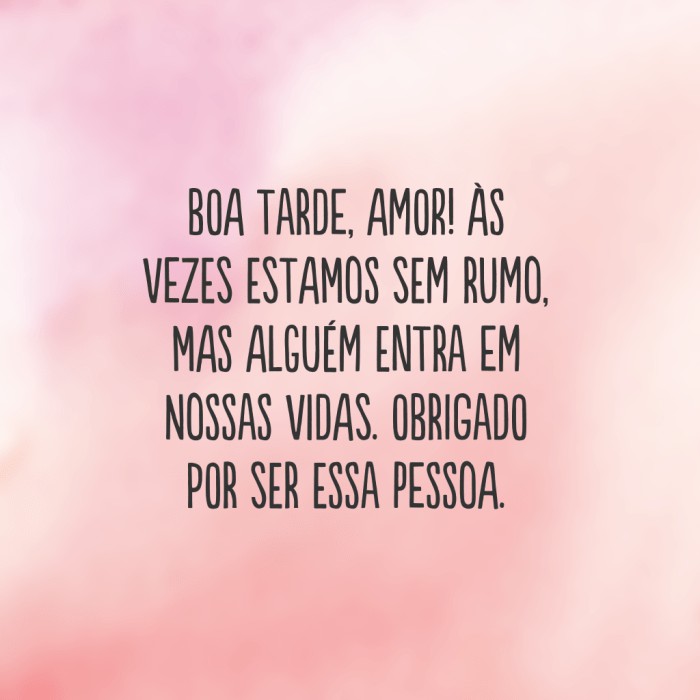 BOA TARDE, AMOR! ÀS
VEZES ESTAMOS SEM RUMO,
MAS ALGUÉM ENTRA EM
NOSSAS VIDAS. OBRIGADO
POR SER ESSA PESSOA.